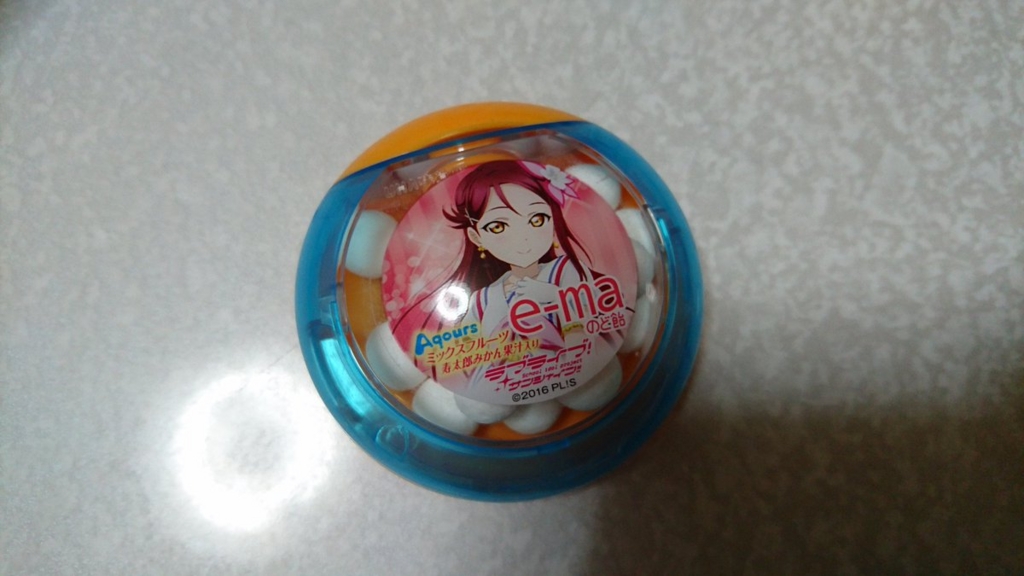 e-ma
のど飴
Aqours
ミックスフルーツ
寿太郎みかん果汁入り
ラブライブ!
サンシャイン!!
©2016 PL!S